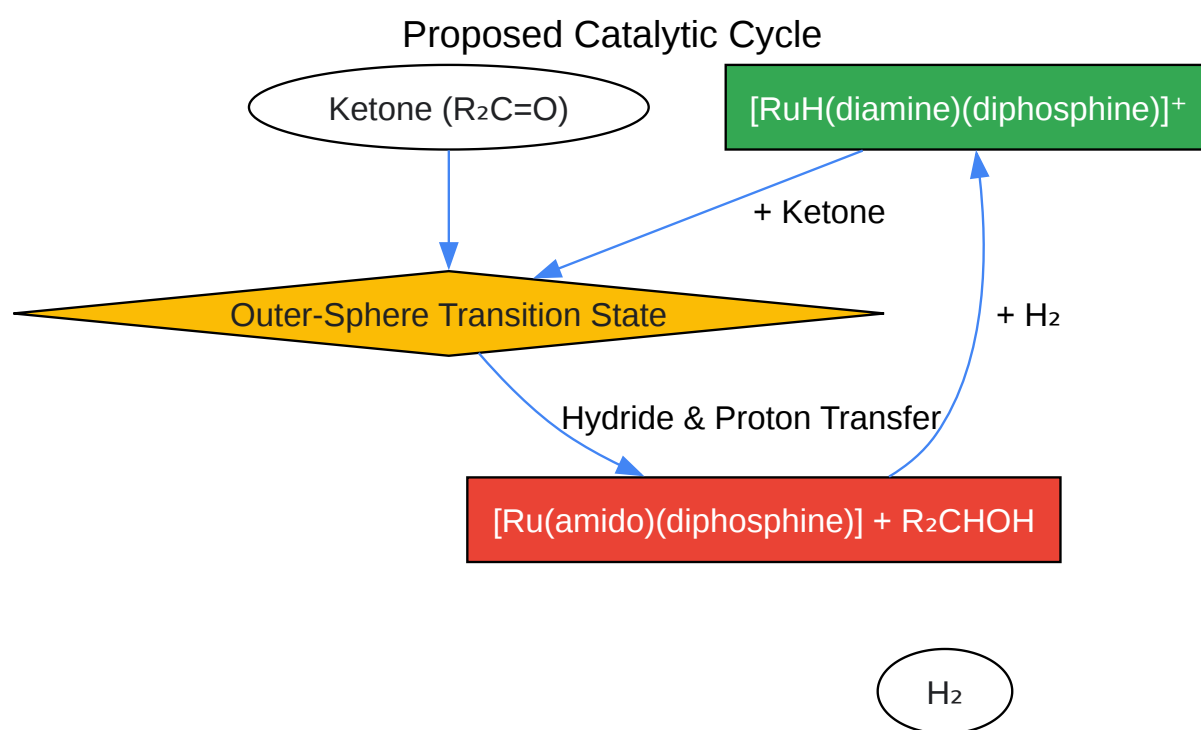 Proposed Catalytic Cycle
Ketone (R₂C=O)
[RuH(diamine)(diphosphine)]⁺
+ Ketone
Outer-Sphere Transition State
+ H₂
Hydride & Proton Transfer
[Ru(amido)(diphosphine)] + R₂CHOH
H₂